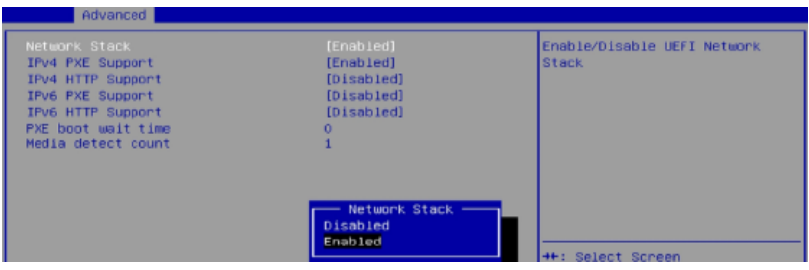 Advanced
Network Stack [Enabled] Enable/Disable UEFI Network
IPv4 PXE Support [Enabled] Stack
IPv4 HTTP Support [Disabled]
IPv6 PXE Support [Disabled]
IPv6 HTTP Support [Disabled]
PXE boot wait time 0
Media detect count 1
Network Stack
Disabled
Enabled
→←: Select Screen